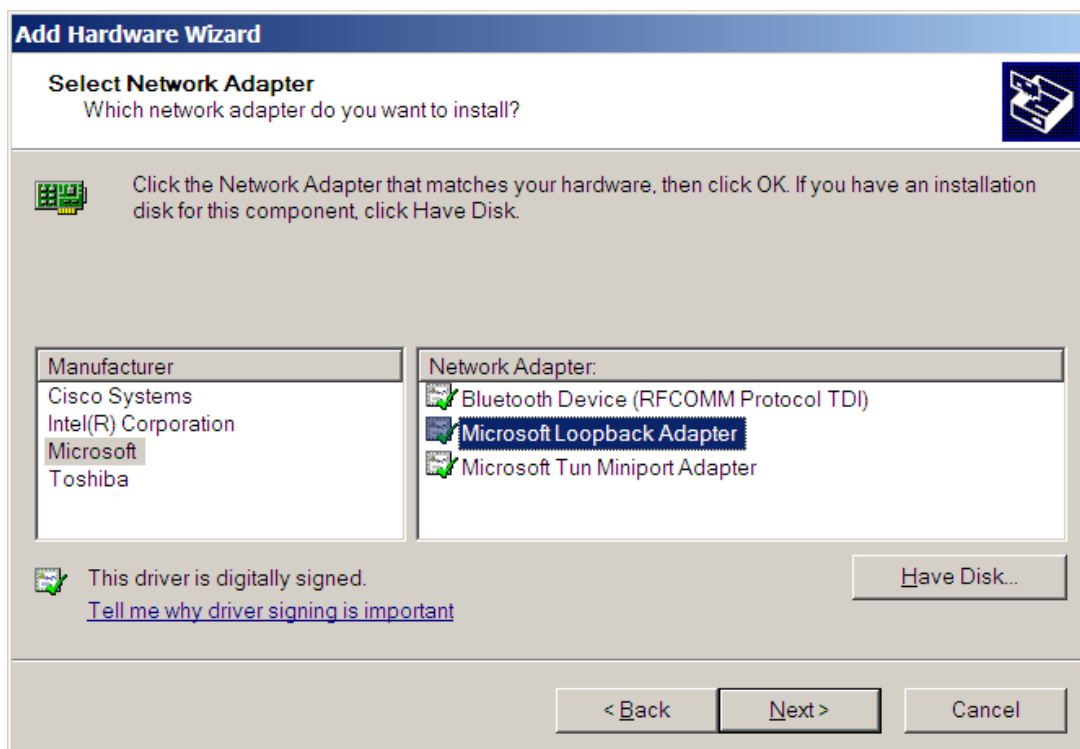 Add Hardware Wizard
Select Network Adapter
Which network adapter do you want to install?
Click the Network Adapter that matches your hardware, then click OK. If you have an installation
disk for this component, click Have Disk.
Manufacturer
Cisco Systems
Intel(R) Corporation
Microsoft
Toshiba
Network Adapter:
Bluetooth Device (RFCOMM Protocol TDI)
Microsoft Loopback Adapter
Microsoft Tun Miniport Adapter
This driver is digitally signed.
Tell me why driver signing is important
Have Disk...
< Back
Next >
Cancel